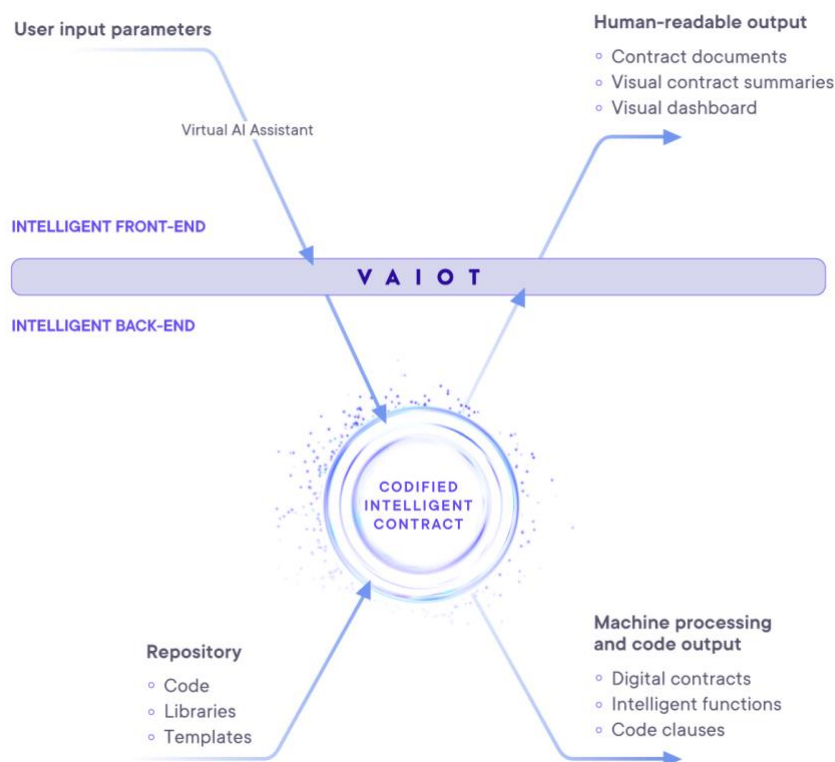 User input parameters
Virtual AI Assistant
Human-readable output
Contract documents
Visual contract summaries
Visual dashboard
INTELLIGENT FRONT-END
VAIOT
INTELLIGENT BACK-END
CODIFIED
INTELLIGENT
CONTRACT
Repository
Code
Libraries
Templates
Machine processing
and code output
Digital contracts
Intelligent functions
Code clauses